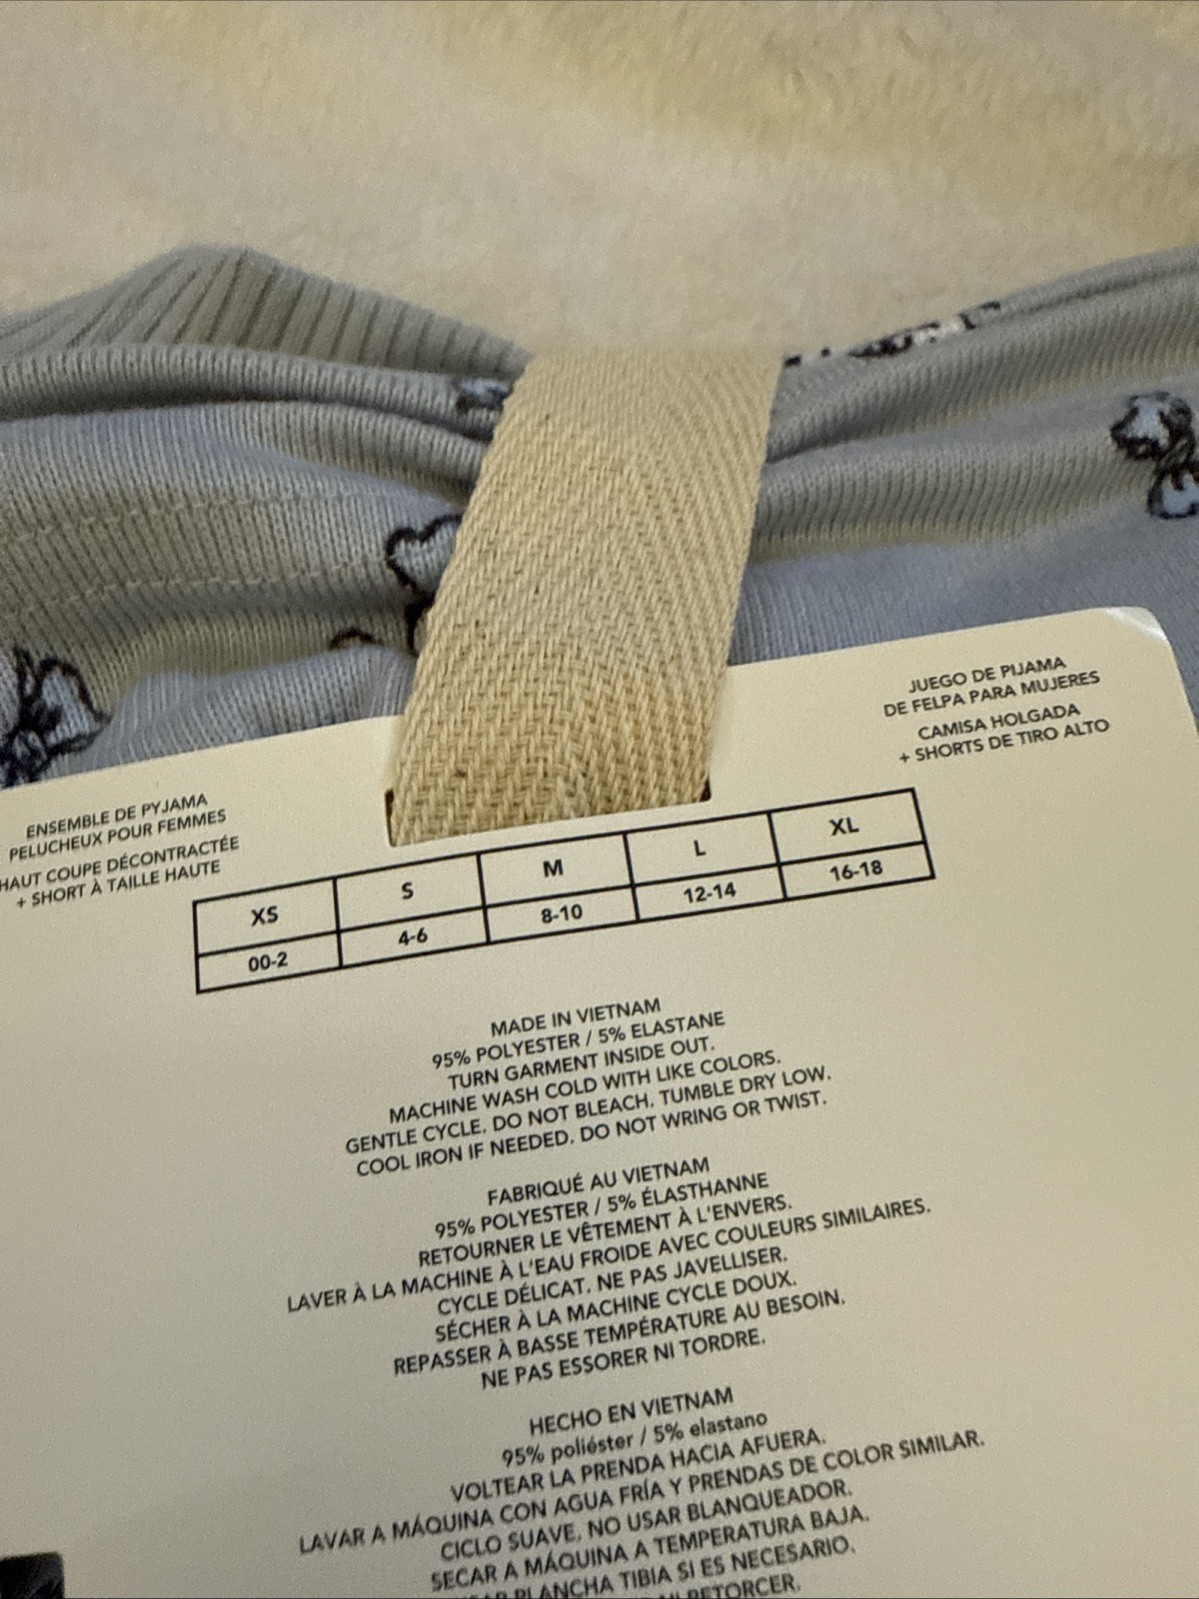 ENSEMBLE DE PYJAMA
PELUCHEUX POUR FEMMES
HAUT COUPE DÉCONTRACTÉE
+ SHORT À TAILLE HAUTE
JUEGO DE PIJAMA
DE FELPA PARA MUJERES
CAMISA HOLGADA
+ SHORTS DE TIRO ALTO
XS S M L XL
00-2 4-6 8-10 12-14 16-18
MADE IN VIETNAM
95% POLYESTER / 5% ELASTANE
TURN GARMENT INSIDE OUT.
MACHINE WASH COLD WITH LIKE COLORS.
GENTLE CYCLE. DO NOT BLEACH. TUMBLE DRY LOW.
COOL IRON IF NEEDED. DO NOT WRING OR TWIST.
FABRIQUÉ AU VIETNAM
95% POLYESTER / 5% ÉLASTHANNE
RETOURNER LE VÊTEMENT À L'ENVERS.
LAVER À LA MACHINE À L'EAU FROIDE AVEC COULEURS SIMILAIRES.
CYCLE DÉLICAT. NE PAS JAVELLISER.
SÉCHER À LA MACHINE CYCLE DOUX.
REPASSER À BASSE TEMPÉRATURE AU BESOIN.
NE PAS ESSORER NI TORDRE.
HECHO EN VIETNAM
95% poliéster / 5% elastano
VOLTEAR LA PRENDA HACIA AFUERA.
LAVAR A MÁQUINA CON AGUA FRÍA Y PRENDAS DE COLOR SIMILAR.
CICLO SUAVE. NO USAR BLANQUEADOR.
SECAR A MÁQUINA A TEMPERATURA BAJA.
PLANCHA TIBIA SI ES NECESARIO.
RETORCER.